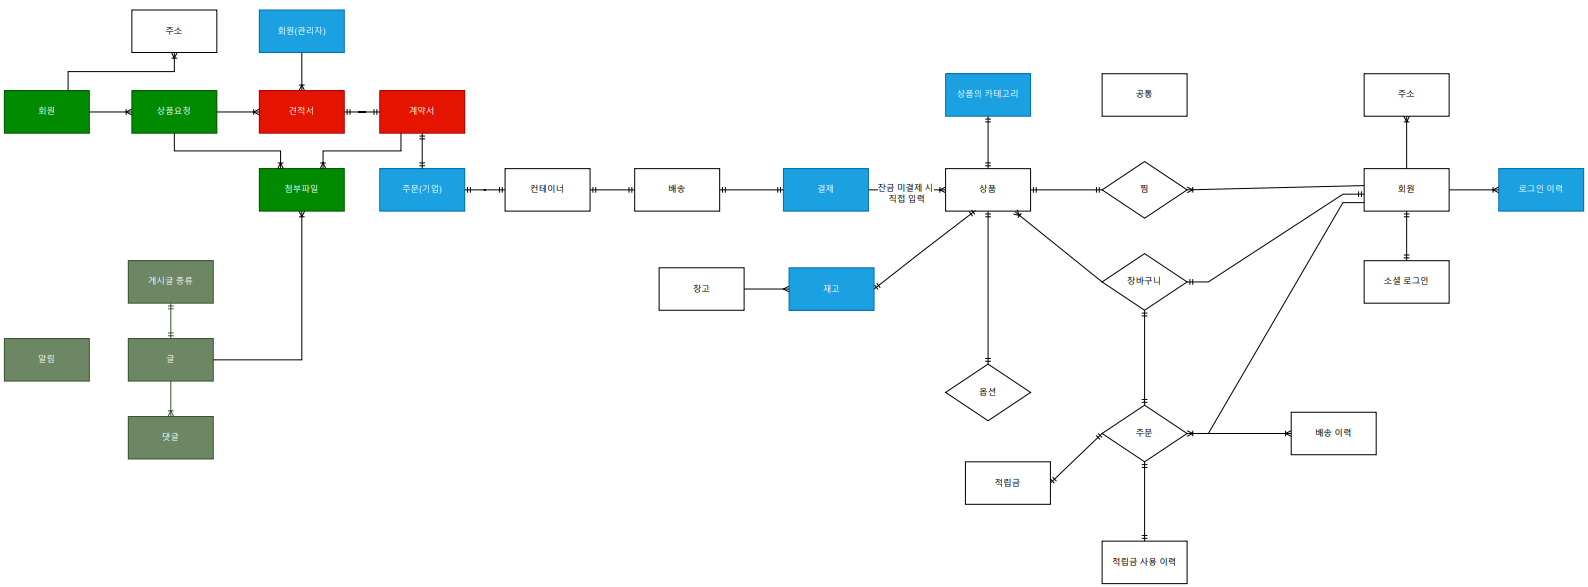 주소
회원(관리자)
회원
상품요청
견적서
계약서
첨부파일
주문(기업)
컨테이너
배송
결제
잔금 미결제 시
직접 입력
상품의 카테고리
공통
주소
상품
찜
회원
로그인 이력
게시글 종류
창고
재고
장바구니
소셜 로그인
알림
글
댓글
옵션
주문
배송 이력
적립금
적립금 사용 이력